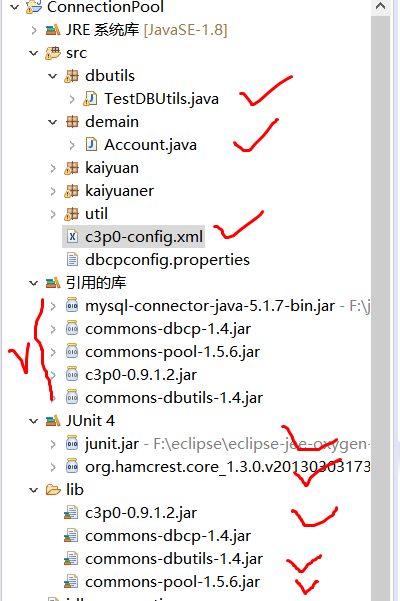 ConnectionPool
JRE 系统库 [JavaSE-1.8]
src
dbutils
TestDBUtils.java
demain
Account.java
kaiyuan
kaiyuaner
util
c3p0-config.xml
dbcpconfig.properties
引用的库
mysql-connector-java-5.1.7-bin.jar - F:\j
commons-dbcp-1.4.jar
commons-pool-1.5.6.jar
c3p0-0.9.1.2.jar
commons-dbutils-1.4.jar
JUnit 4
junit.jar - F:\eclipse\eclipse-jee-oxygen-
org.hamcrest.core_1.3.0.v20130303173
lib
c3p0-0.9.1.2.jar
commons-dbcp-1.4.jar
commons-dbutils-1.4.jar
commons-pool-1.5.6.jar